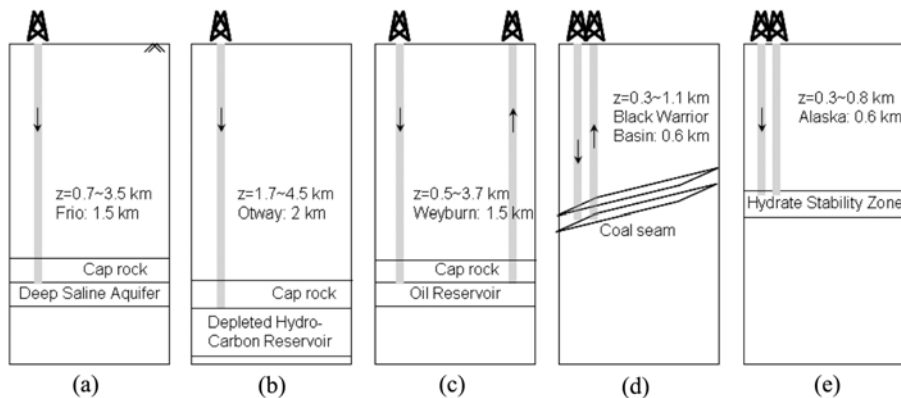 z=0.7~3.5 km
Frio: 1.5 km
Cap rock
Deep Saline Aquifer
(a)
z=1.7~4.5 km
Otway: 2 km
Cap rock
Depleted Hydro-
Carbon Reservoir
(b)
z=0.5~3.7 km
Weyburn: 1.5 km
Cap rock
Oil Reservoir
(c)
z=0.3~1.1 km
Black Warrior
Basin: 0.6 km
Coal seam
(d)
z=0.3~0.8 km
Alaska: 0.6 km
Hydrate Stability Zone
(e)